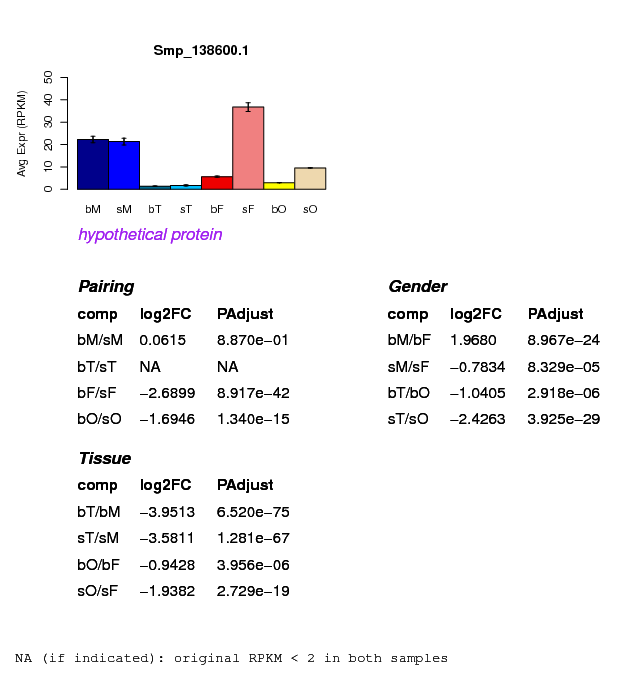 Smp_138600.1
Avg Expr (RPKM)
50
40
30
20
10
0
bM sM bT sT bF sF bO sO
hypothetical protein
Pairing
comp log2FC PAdjust
bM/sM 0.0615 8.870e−01
bT/sT NA NA
bF/sF −2.6899 8.917e−42
bO/sO −1.6946 1.340e−15
Gender
comp log2FC PAdjust
bM/bF 1.9680 8.967e−24
sM/sF −0.7834 8.329e−05
bT/bO −1.0405 2.918e−06
sT/sO −2.4263 3.925e−29
Tissue
comp log2FC PAdjust
bT/bM −3.9513 6.520e−75
sT/sM −3.5811 1.281e−67
bO/bF −0.9428 3.956e−06
sO/sF −1.9382 2.729e−19
NA (if indicated): original RPKM < 2 in both samples